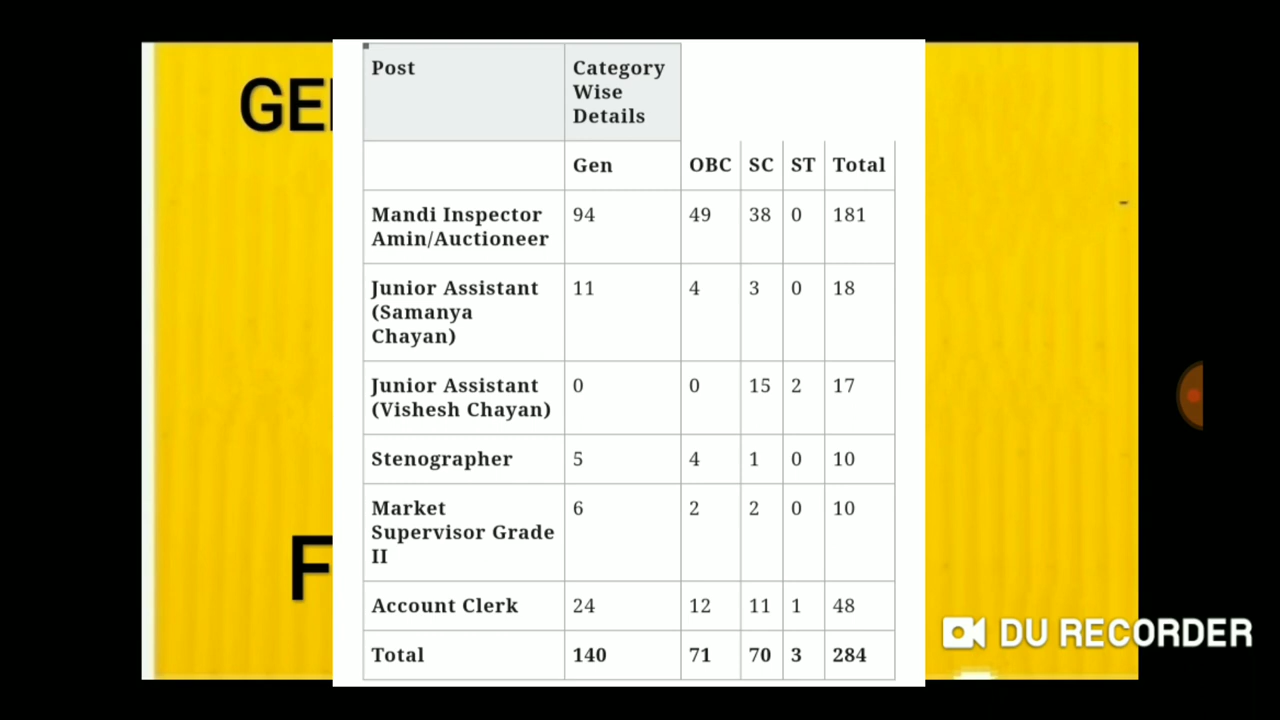 GE
F
Post
Category
Wise
Details
Gen OBC SC ST Total
Mandi Inspector
Amin/Auctioneer
94 49 38 0 181
Junior Assistant
(Samanya
Chayan)
11 4 3 0 18
Junior Assistant
(Vishesh Chayan)
0 0 15 2 17
Stenographer 5 4 1 0 10
Market
Supervisor Grade
II
6 2 2 0 10
Account Clerk 24 12 11 1 48
Total 140 71 70 3 284
DU RECORDER